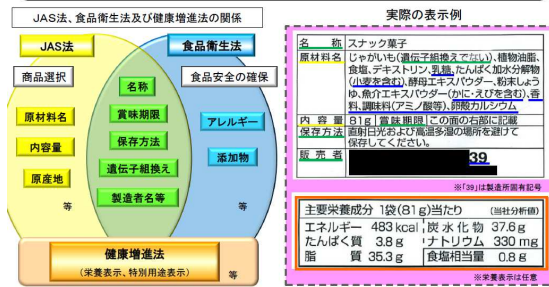 JAS法、食品衛生法及び健康増進法の関係
JAS法
食品衛生法
商品選択
食品安全の確保
原材料名
内容量
原産地
等
名称
賞味期限
保存方法
遺伝子組換え
製造者名等
アレルギー
添加物
等
健康増進法
(栄養表示、特別用途表示)
等
実際の表示例
名称 スナック菓子
原材料名 じゃがいも(遺伝子組換えでない)、植物油脂、
食塩、デキストリン、乳糖、たんぱく加水分解物
(小麦を含む)、酵母エキスパウダー、粉末しょう
ゆ、魚介エキスパウダー(かに・えびを含む)、香
料、調味料(アミノ酸等)、卵殻カルシウム
内容量 81g 賞味期限 この面の右部に記載
保存方法 直射日光および高温多湿の場所を避けて
保存してください。
販売者 39
※「39」は製造所固有記号
主要栄養成分 1袋(81g)当たり (当社分析値)
エネルギー 483 kcal 炭水化物 37.6g
たんぱく質 3.8g ナトリウム 330 mg
脂質 35.3g 食塩相当量 0.8g
※栄養表示は任意